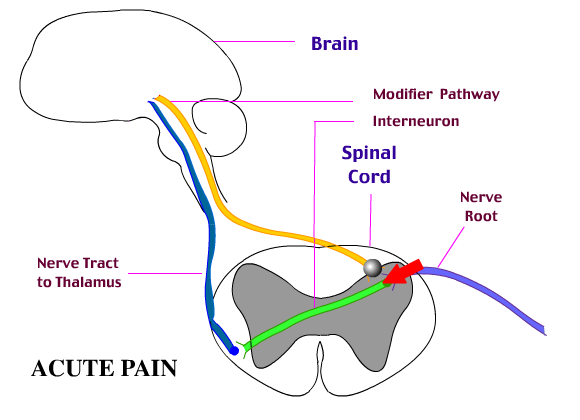 Brain
Modifier Pathway
Interneuron
Spinal
Cord
Nerve
Root
Nerve Tract
to Thalamus
ACUTE PAIN